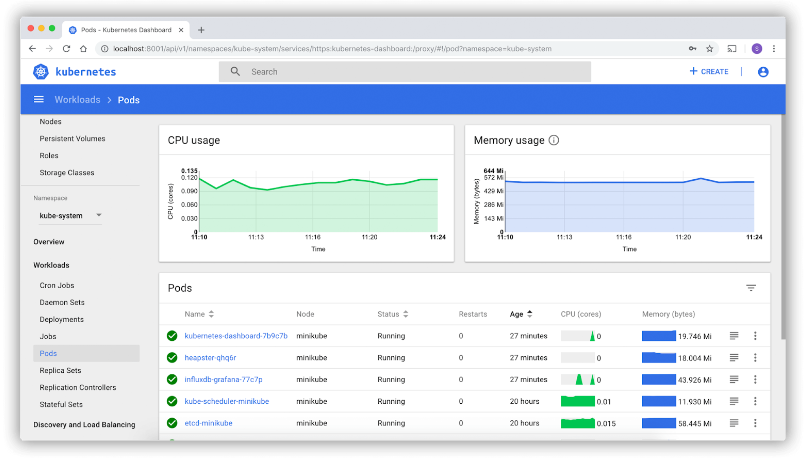 Pods - Kubernetes Dashboard
localhost:8001/api/v1/namespaces/kube-system/services/https:kubernetes-dashboard:/proxy/#!/pod?namespace=kube-system
S
kubernetes
Search
+ CREATE
Workloads > Pods
Nodes
Persistent Volumes
Roles
Storage Classes
Namespace
kube-system
Overview
Workloads
Cron Jobs
Daemon Sets
Deployments
Jobs
Pods
Replica Sets
Replication Controllers
Stateful Sets
Discovery and Load Balancing
CPU usage
CPU (cores)
0.135
0.120
0.090
0.060
0.030
0
11:10 11:13 11:16 11:20 11:24
Time
Memory usage
Memory (bytes)
644 Mi
572 Mi
429 Mi
286 Mi
143 Mi
0
11:10 11:13 11:16 11:20 11:24
Time
Pods
Name Node Status Restarts Age CPU (cores) Memory (bytes)
kubernetes-dashboard-7b9c7b minikube Running 0 27 minutes 0 19.746 Mi
heapster-qhq6r minikube Running 0 27 minutes 0 18.004 Mi
influxdb-grafana-77c7p minikube Running 0 27 minutes 0 43.926 Mi
kube-scheduler-minikube minikube Running 0 20 hours 0.01 11.930 Mi
etcd-minikube minikube Running 0 20 hours 0.015 58.445 Mi